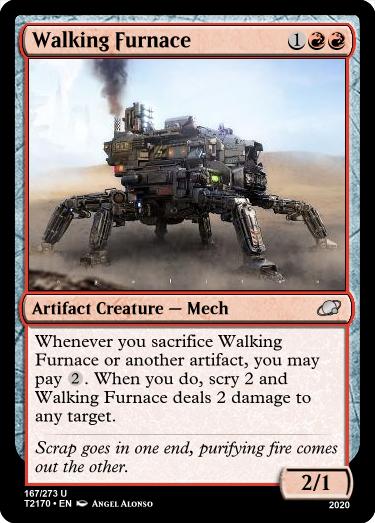 Walking Furnace 1
Artifact Creature — Mech
Whenever you sacrifice Walking
Furnace or another artifact, you may
pay 2. When you do, scry 2 and
Walking Furnace deals 2 damage to
any target.
Scrap goes in one end, purifying fire comes
out the other.
2/1
167/273 U
T2170 • EN Angel Alonso
2020